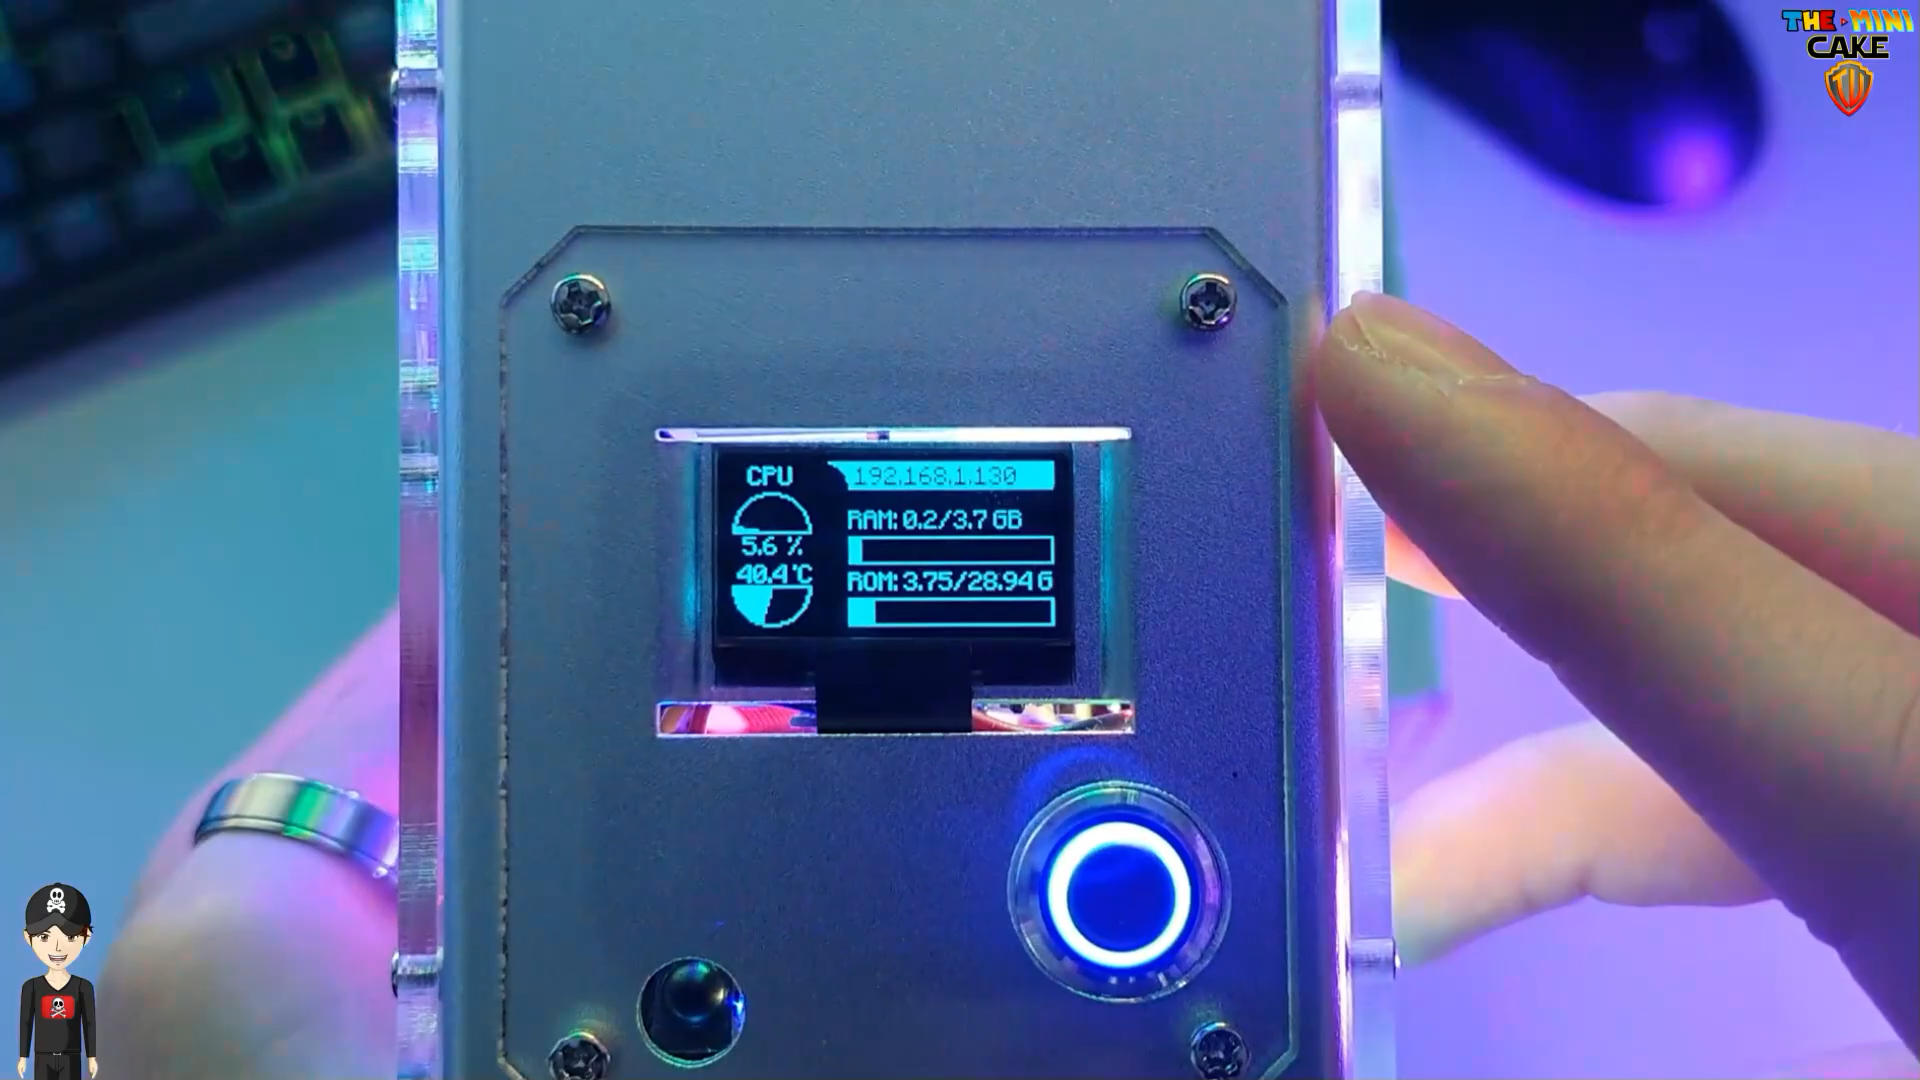 THE MINI
CAKE
CPU
192.168.1.130
RAM: 0.2/3.7 GB
5.6 %
40.4°C
ROM: 3.75/28.94 G